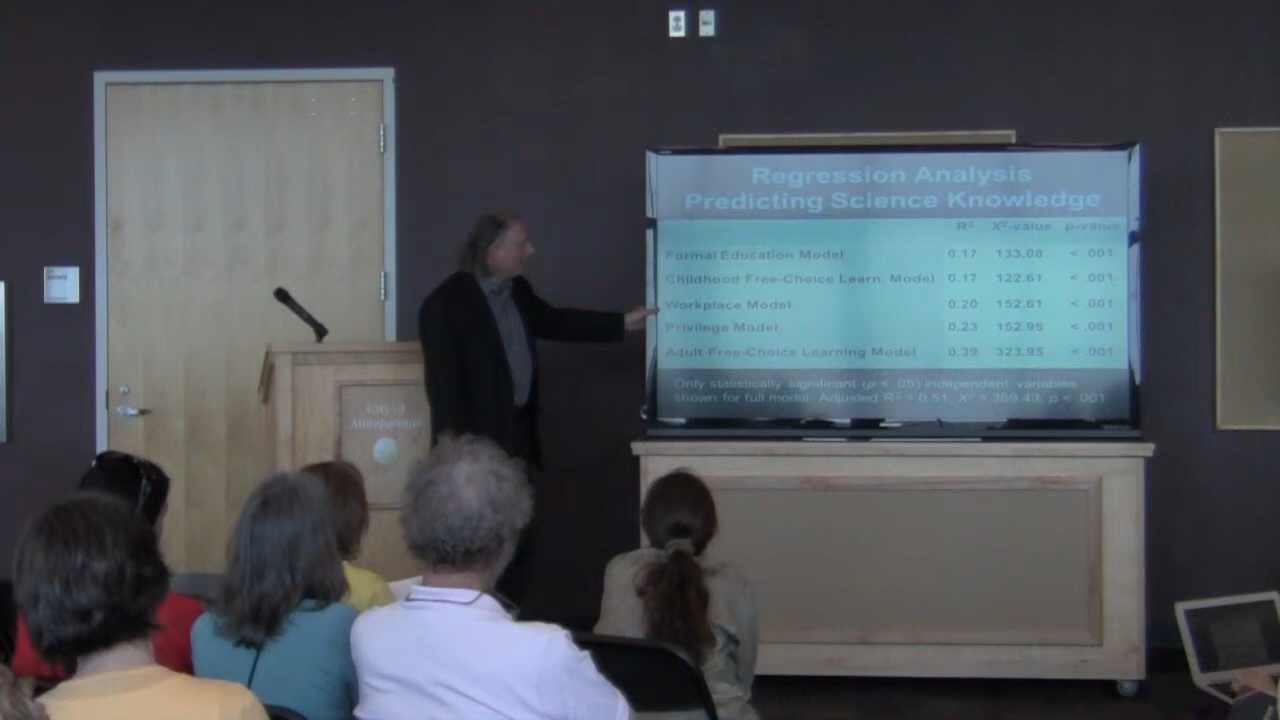 Regression Analysis
Predicting Science Knowledge
R² X²-value p-value
Formal Education Model 0.17 133.08 < .001
Childhood Free-Choice Learn. Model 0.17 122.61 < .001
Workplace Model 0.20 152.61 < .001
Privilege Model 0.23 152.95 < .001
Adult Free-Choice Learning Model 0.39 323.95 < .001
Only statistically significant (p < .05) independent variables
shown for full model. Adjusted R² = 0.51, X² = 369.43, p < .001
City of
Albuquerque